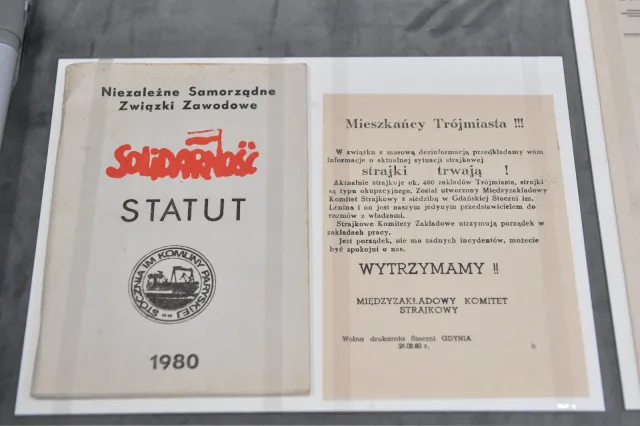 Niezależne Samorządne
Związki Zawodowe
SOLIDARNOŚĆ
STATUT
STOCZNIA IM KOMUNY PARYSKIEJ
1980
Mieszkańcy Trójmiasta !!!
W związku z masową dezinformacją, przedkładamy wam
informacje o aktualnej sytuacji strajkowej
strajki trwają !
Aktualnie strajkuje ok. 400 zakładów Trójmiasta, strajki
są typu okupacyjnego. Został utworzony Międzyzakładowy
Komitet Strajkowy z siedzibą w Gdańskiej Stoczni im.
Lenina i on jest naszym jedynym przedstawicielem do
rozmów z władzami.
Strajkowe Komitety Zakładowe utrzymują porządek w
zakładach pracy.
Jest porządek, nie ma żadnych incydentów, możecie
być spokojni o nas.
WYTRZYMAMY !!
MIĘDZYZAKŁADOWY KOMITET
STRAJKOWY
Wolna drukarnia Stoczni GDYNIA